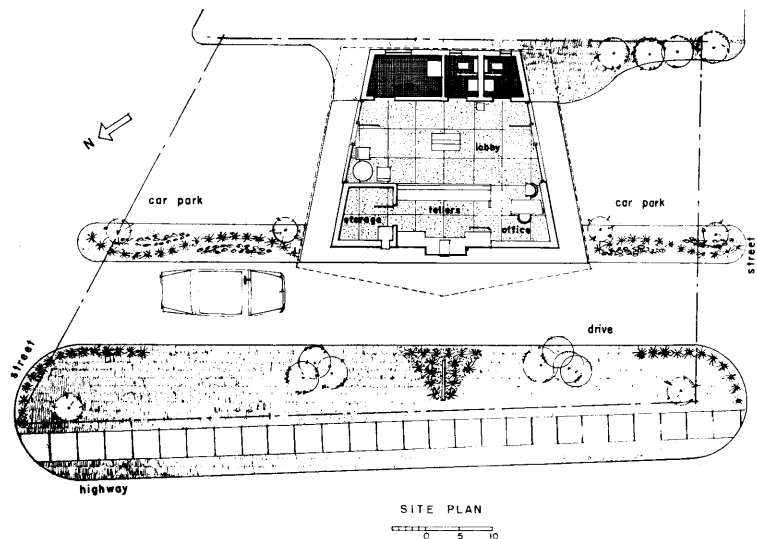 N
lobby
car park
car park
storage
tellers
office
street
drive
street
highway
SITE PLAN
0 5 10